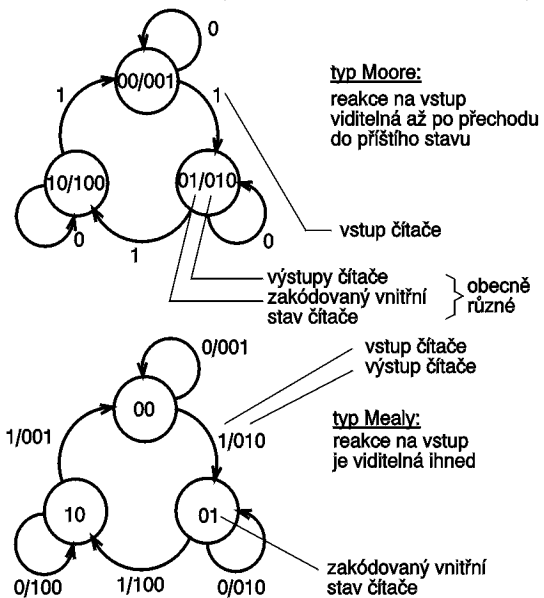 0
00/001
typ Moore:
reakce na vstup
viditelná až po přechodu
do příštího stavu
1
1
10/100
01/010
0
1
0
vstup čítače
výstupy čítače
zakódovaný vnitřní
stav čítače
obecně
různé
0/001
vstup čítače
výstup čítače
00
1/001
1/010
typ Mealy:
reakce na vstup
je viditelná ihned
10
01
0/100
1/100
0/010
zakódovaný vnitřní
stav čítače